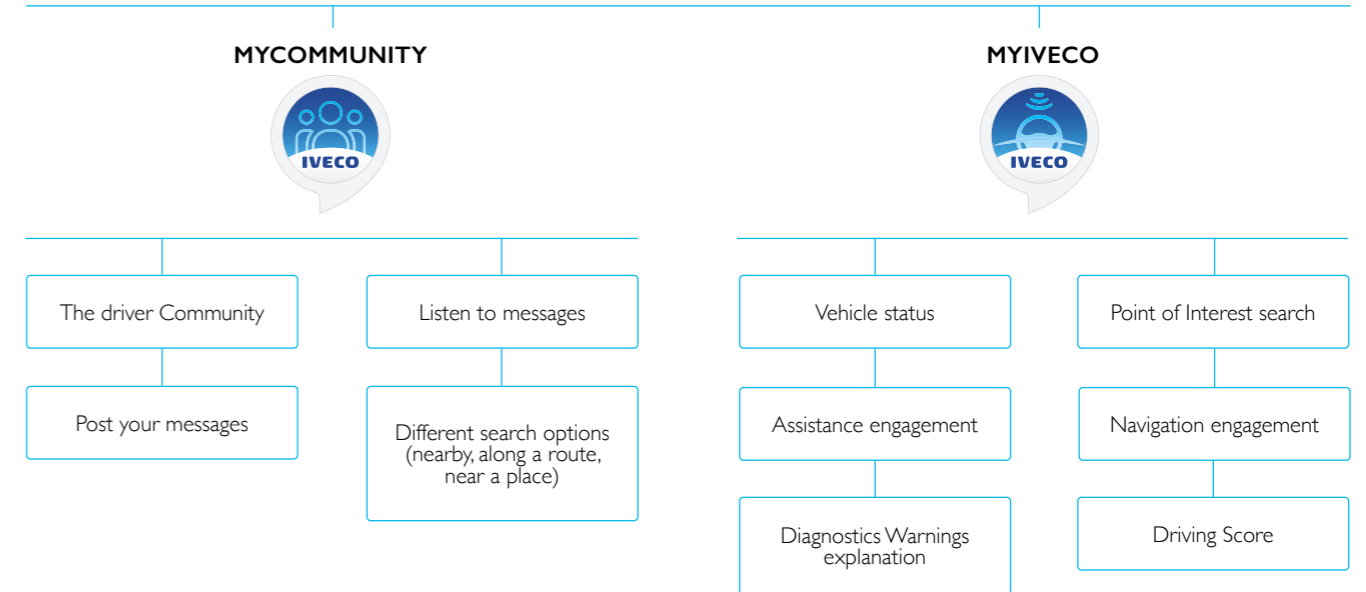 MYCOMMUNITY
IVECO
The driver Community
Listen to messages
Post your messages
Different search options
(nearby, along a route,
near a place)
MYIVECO
IVECO
Vehicle status
Point of Interest search
Assistance engagement
Navigation engagement
Diagnostics Warnings
explanation
Driving Score